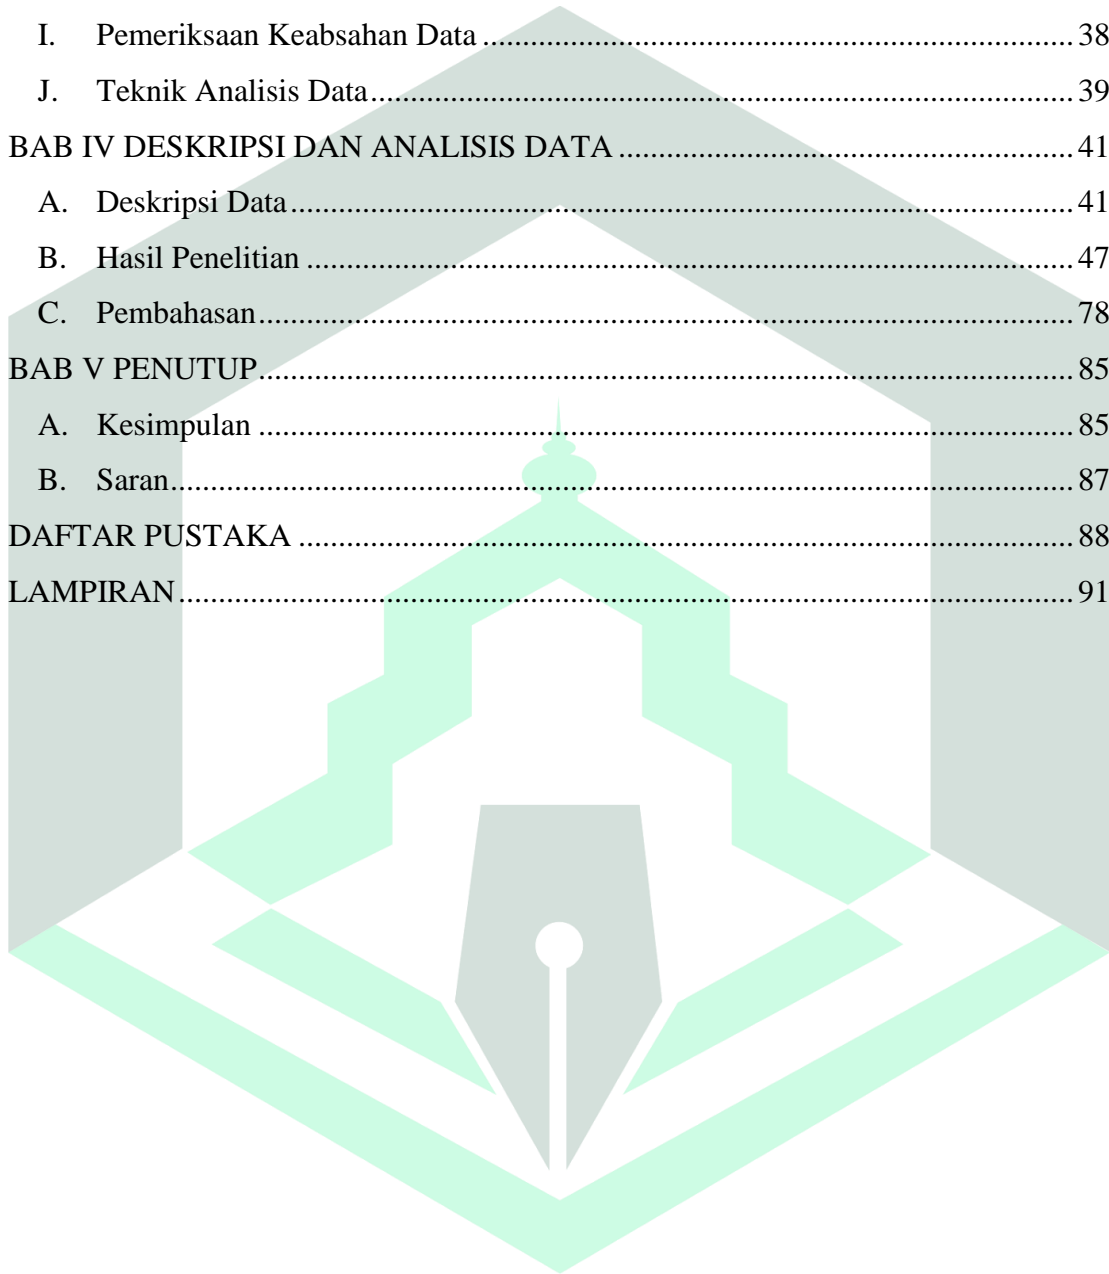 I. Pemeriksaan Keabsahan Data ........................................................................ 38
J. Teknik Analisis Data ........................................................................ 39
BAB IV DESKRIPSI DAN ANALISIS DATA ........................................................................ 41
A. Deskripsi Data ........................................................................ 41
B. Hasil Penelitian ........................................................................ 47
C. Pembahasan ........................................................................ 78
BAB V PENUTUP ........................................................................ 85
A. Kesimpulan ........................................................................ 85
B. Saran ........................................................................ 87
DAFTAR PUSTAKA ........................................................................ 88
LAMPIRAN ........................................................................ 91